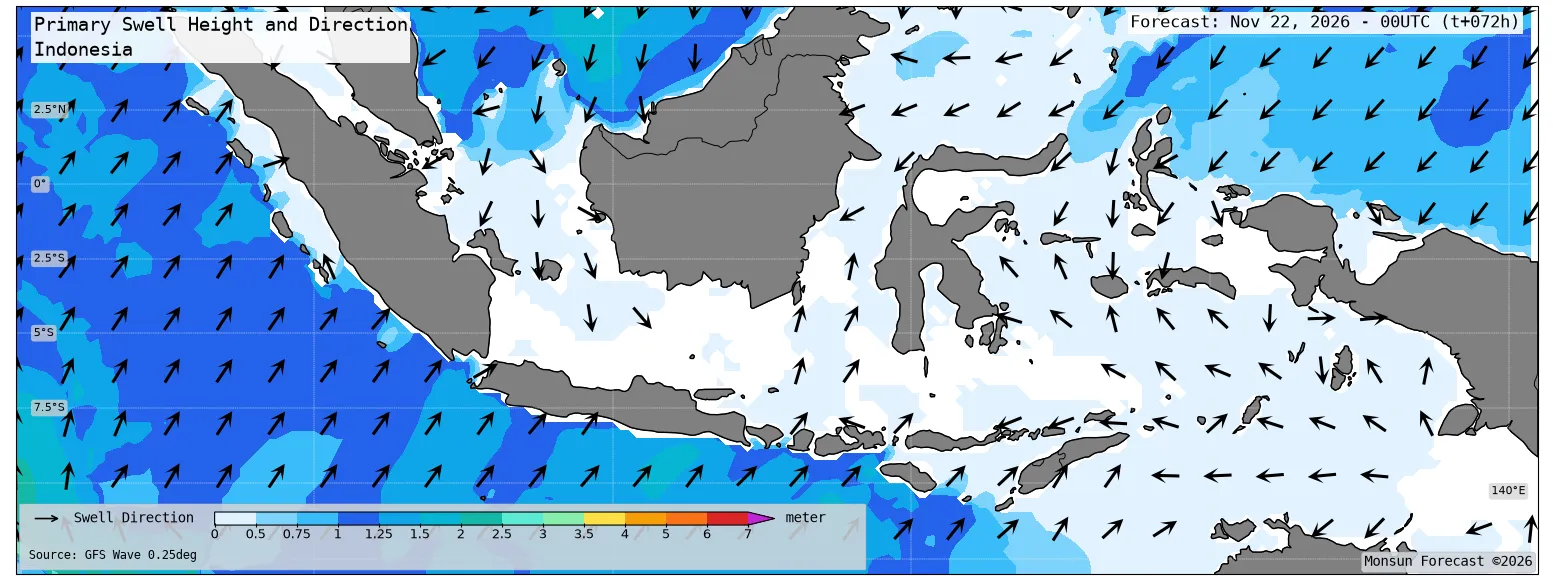 Primary Swell Height and Direction
Indonesia
Forecast: Nov 22, 2026 - 00UTC (t+072h)
2.5°N
0°
2.5°S
5°S
7.5°S
140°E
Swell Direction
0 0.5 0.75 1 1.25 1.5 2 2.5 3 3.5 4 5 6 7
meter
Source: GFS Wave 0.25deg
Monsun Forecast ©2026